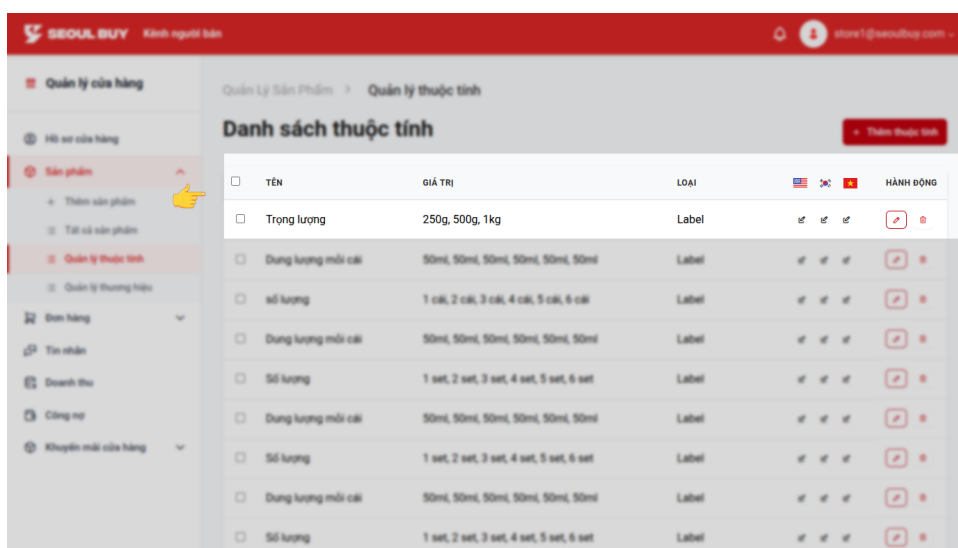 SEOUL BUY Kênh người bán
store1@seoulbuy.com
Quản lý cửa hàng
Hồ sơ cửa hàng
Sản phẩm
+ Thêm sản phẩm
Tất cả sản phẩm
Quản lý thuộc tính
Quản lý thương hiệu
Đơn hàng
Tin nhắn
Doanh thu
Công nợ
Khuyến mãi cửa hàng
Quản Lý Sản Phẩm > Quản lý thuộc tính
Danh sách thuộc tính
+ Thêm thuộc tính
TÊN GIÁ TRỊ LOẠI HÀNH ĐỘNG
Trọng lượng 250g, 500g, 1kg Label
Dung lượng mỗi cái 50ml, 50ml, 50ml, 50ml, 50ml, 50ml Label
số lượng 1 cái, 2 cái, 3 cái, 4 cái, 5 cái, 6 cái Label
Dung lượng mỗi cái 50ml, 50ml, 50ml, 50ml, 50ml, 50ml Label
Số lượng 1 set, 2 set, 3 set, 4 set, 5 set, 6 set Label
Dung lượng mỗi cái 50ml, 50ml, 50ml, 50ml, 50ml, 50ml Label
Số lượng 1 set, 2 set, 3 set, 4 set, 5 set, 6 set Label
Dung lượng mỗi cái 50ml, 50ml, 50ml, 50ml, 50ml, 50ml Label
Số lượng 1 set, 2 set, 3 set, 4 set, 5 set, 6 set Label